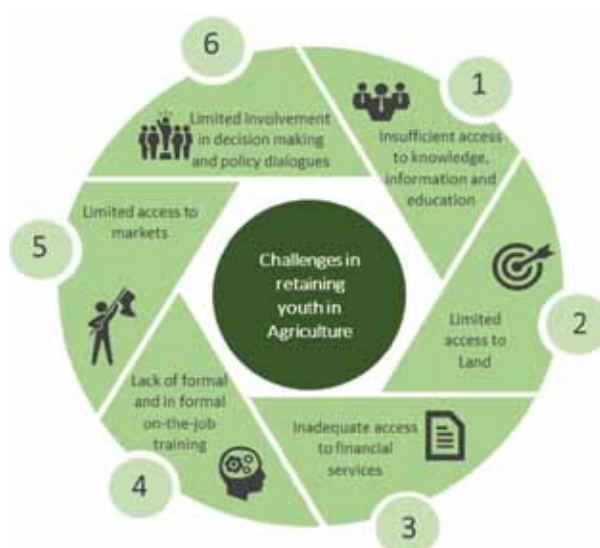 Challenges in
retaining
youth in
Agriculture
1
Insufficient access
to knowledge,
information and
education
2
Limited
access to
Land
3
Inadequate access
to financial
services
4
Lack of formal
and in formal
on-the-job
training
5
Limited access to
markets
6
Limited Involvement
in decision making
and policy dialogues